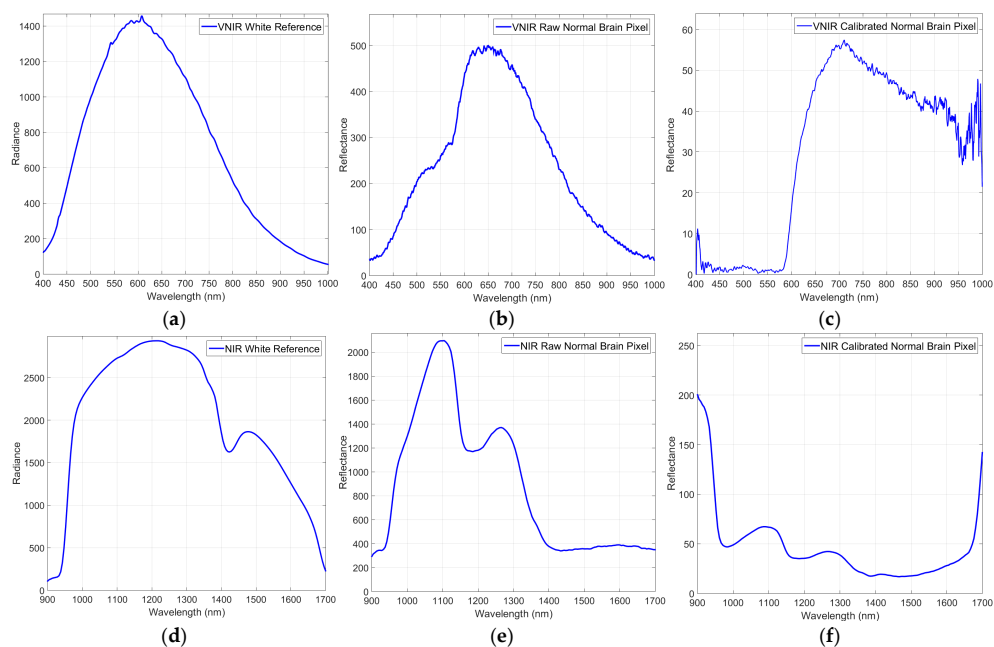 VNIR White Reference
Radiance
1400
1200
1000
800
600
400
200
0
400 450 500 550 600 650 700 750 800 850 900 950 1000
Wavelength (nm)
(a)
VNIR Raw Normal Brain Pixel
Reflectance
500
400
300
200
100
0
400 450 500 550 600 650 700 750 800 850 900 950 1000
Wavelength (nm)
(b)
VNIR Calibrated Normal Brain Pixel
Reflectance
60
50
40
30
20
10
0
400 450 500 550 600 650 700 750 800 850 900 950 1000
Wavelength (nm)
(c)
NIR White Reference
Radiance
2500
2000
1500
1000
500
0
900 1000 1100 1200 1300 1400 1500 1600 1700
Wavelength (nm)
(d)
NIR Raw Normal Brain Pixel
Reflectance
2000
1800
1600
1400
1200
1000
800
600
400
200
0
900 1000 1100 1200 1300 1400 1500 1600 1700
Wavelength (nm)
(e)
NIR Calibrated Normal Brain Pixel
Reflectance
250
200
150
100
50
0
900 1000 1100 1200 1300 1400 1500 1600 1700
Wavelength (nm)
(f)